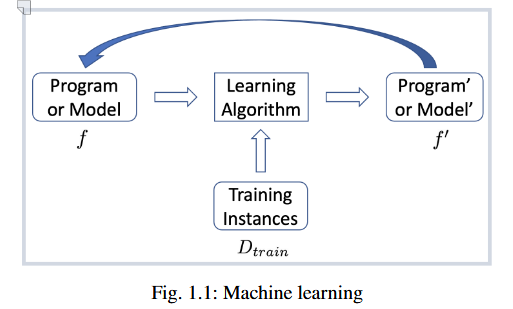 Program
or Model
f
Learning
Algorithm
Program’
or Model’
f′
Training
Instances
D_{train}
Fig. 1.1: Machine learning